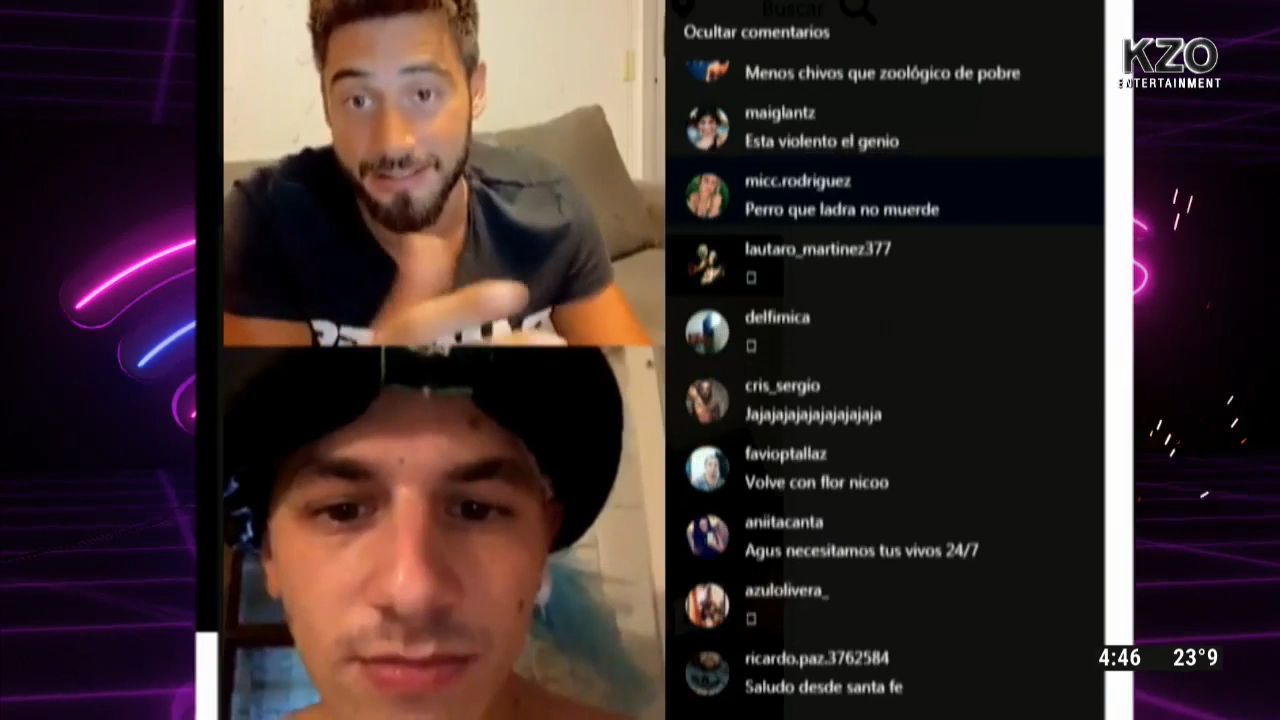 Buscar
Ocultar comentarios
KZO
ENTERTAINMENT
Menos chivos que zoológico de pobre
maiglantz
Esta violento el genio
micc.rodriguez
Perro que ladra no muerde
lautaro_martinez377
delfimica
cris_sergio
Jajajajajajajajajajaja
favioptallaz
Volve con flor nicoo
aniitacanta
Agus necesitamos tus vivos 24/7
azulolivera_
ricardo.paz.3762584
Saludo desde santa fe
4:46 23°9